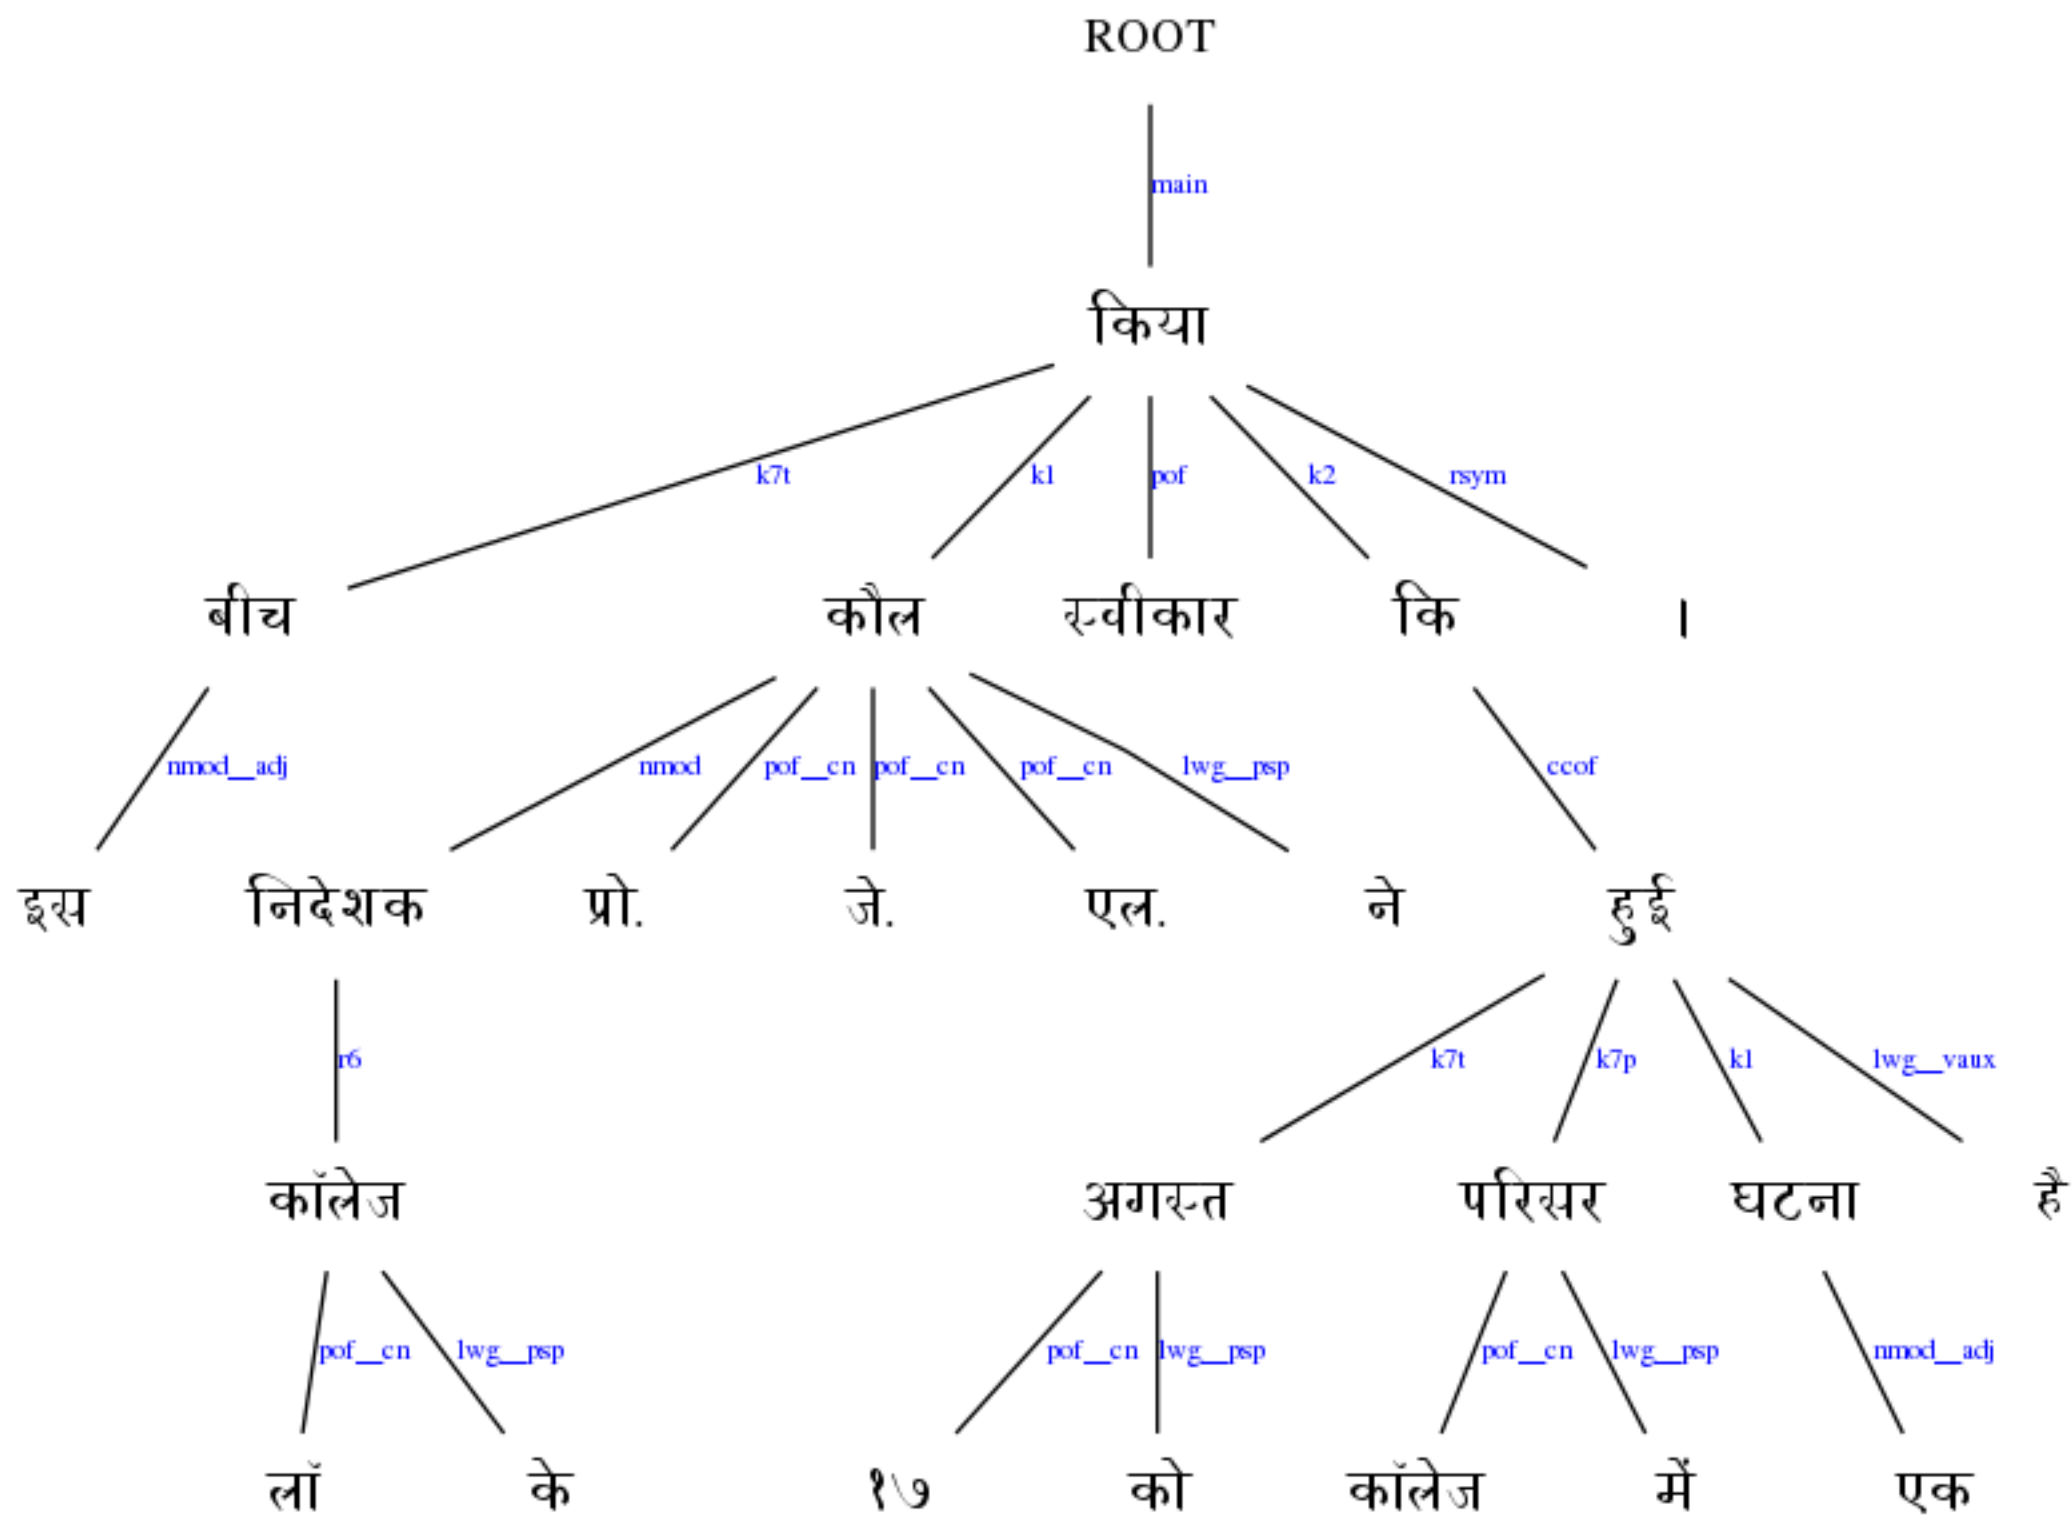 ROOT
main
किया
k7t k1 pof k2 rsym
बीच कौल स्वीकार कि ।
nmod__adj nmod pof__cn pof__cn pof__cn lwg__psp ccof
इस निदेशक प्रो. जे. एल. ने हुई
r6 k7t k7p k1 lwg__vaux
कॉलेज अगस्त परिसर घटना है
pof__cn lwg__psp pof__cn lwg__psp pof__cn lwg__psp nmod__adj
लॉ के १७ को कॉलेज में एक